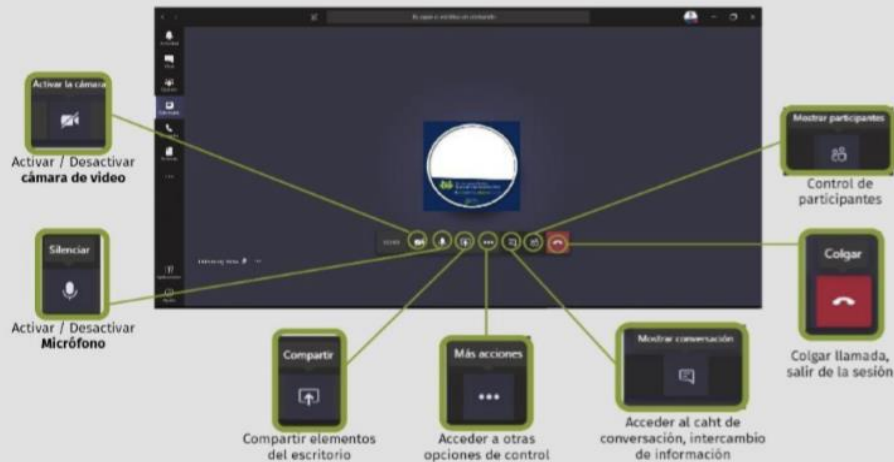 Activar la cámara
Activar / Desactivar
cámara de video
Silenciar
Activar / Desactivar
Micrófono
Compartir
Compartir elementos
del escritorio
Más acciones
•••
Acceder a otras
opciones de control
Mostrar conversación
Acceder al caht de
conversación, intercambio
de información
Mostrar participantes
Control de
participantes
Colgar
Colgar llamada,
salir de la sesión